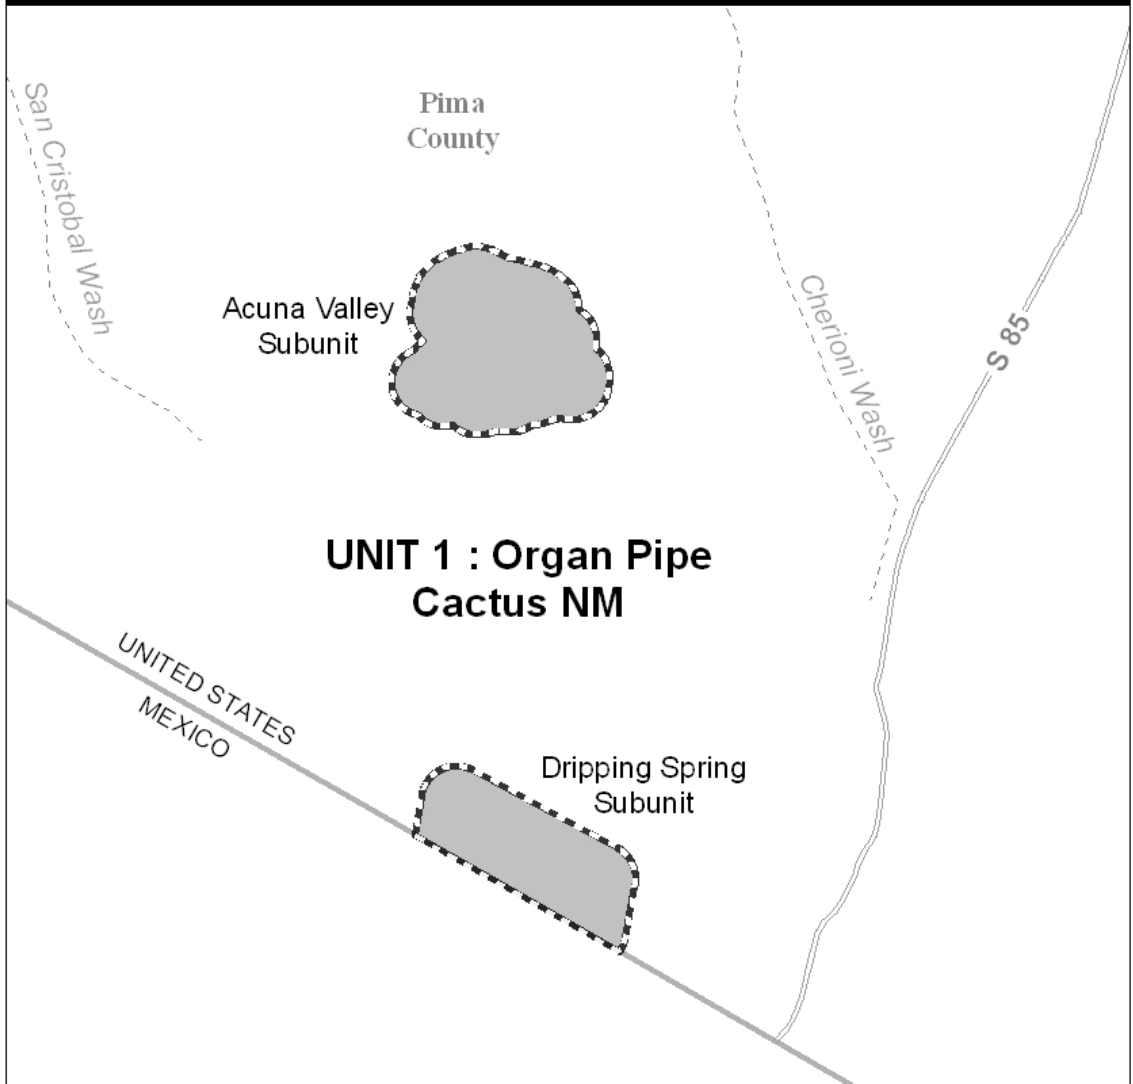 San Cristobal Wash
Pima
County
Acuna Valley
Subunit
Cherioni Wash
S 85
UNIT 1 : Organ Pipe
Cactus NM
UNITED STATES
MEXICO
Dripping Spring
Subunit